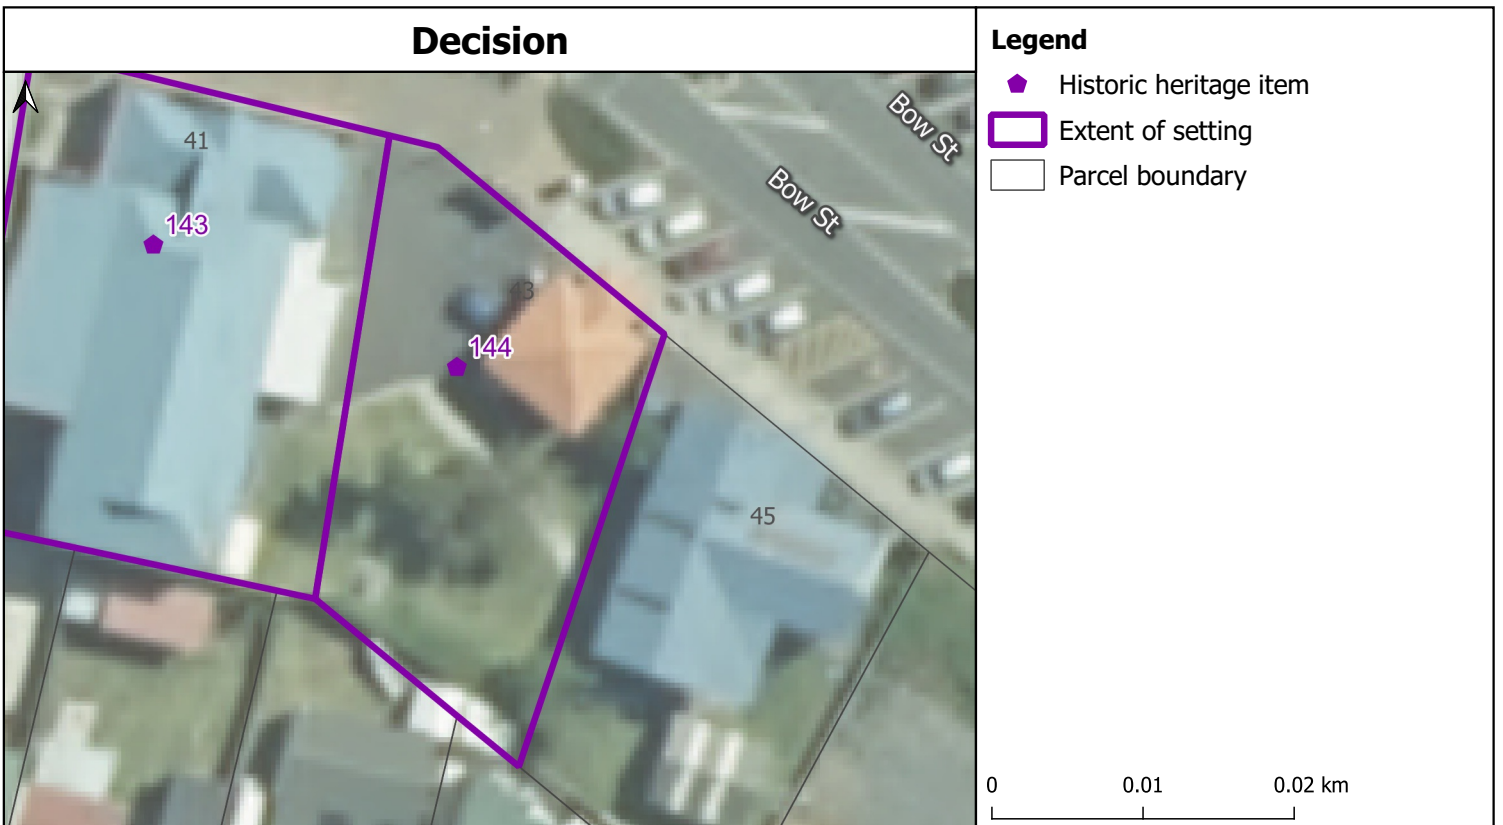 Decision
Legend
Historic heritage item
Extent of setting
Parcel boundary
41
143
144
45
Bow St
Bow St
0 0.01 0.02 km